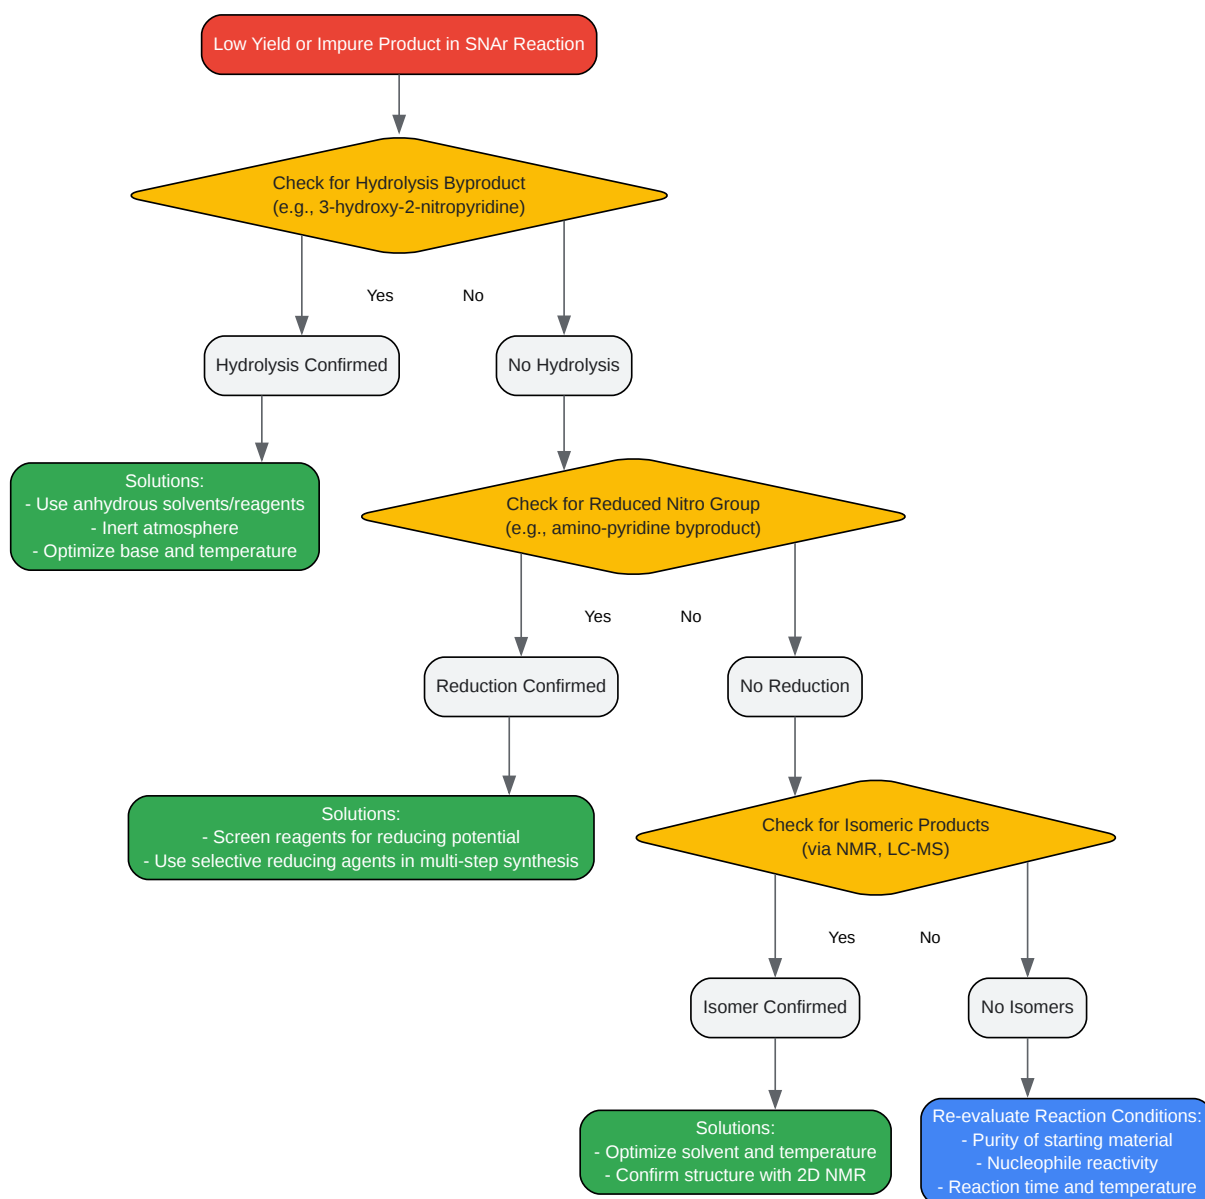 Low Yield or Impure Product in SNAr Reaction
Check for Hydrolysis Byproduct
(e.g., 3-hydroxy-2-nitropyridine)
Yes
No
Hydrolysis Confirmed
No Hydrolysis
Solutions:
- Use anhydrous solvents/reagents
- Inert atmosphere
- Optimize base and temperature
Check for Reduced Nitro Group
(e.g., amino-pyridine byproduct)
Yes
No
Reduction Confirmed
No Reduction
Solutions:
- Screen reagents for reducing potential
- Use selective reducing agents in multi-step synthesis
Check for Isomeric Products
(via NMR, LC-MS)
Yes
No
Isomer Confirmed
No Isomers
Solutions:
- Optimize solvent and temperature
- Confirm structure with 2D NMR
Re-evaluate Reaction Conditions:
- Purity of starting material
- Nucleophile reactivity
- Reaction time and temperature